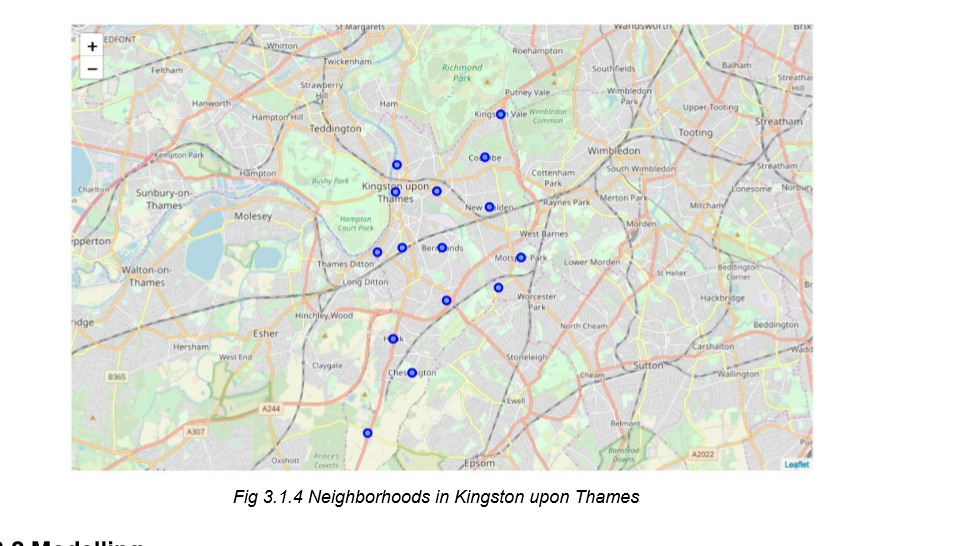 St Margarets
Wandsworth
EDFONT
Whitton
Roehampton
+
Twickenham
Balham
Feltham
Richmond
Park
Southfields
−
Strawberry
Hill
Putney Vale
Streatha
Hill
Hanworth
Ham
Wimbledon
Park
Upper Tooting
Hampton Hill
Kingston Vale
Wimbledon
Common
Streatham
Teddington
Tooting
Kempton Park
Coombe
Wimbledon
Streatham
Hampton
Cottenham
Park
South Wimbledon
Charlton
Sunbury-on-
Thames
Bushy Park
Kingston upon
Thames
Lonesome
Norbury
Molesey
New Malden
Raynes Park
Merton Park
Mitcham
Hampton
Court Park
Morden
epperton
Berrylands
West Barnes
Walton-on-
Thames
Thames Ditton
Motspur Park
Lower Morden
St Helier
Beddington
Corner
Long Ditton
Hackbridge
ridge
Hinchley Wood
Worcester
Park
Esher
North Cheam
Beddington
Hersham
Hook
Carshalton
Wadd
West End
Stoneleigh
Claygate
Sutton
B365
Chessington
Cheam
Wallington
A244
Ewell
A307
Belmont
Oxshott
Prince's
Coverts
Epsom
Banstead
Downs
A2022
Leaflet
Fig 3.1.4 Neighborhoods in Kingston upon Thames